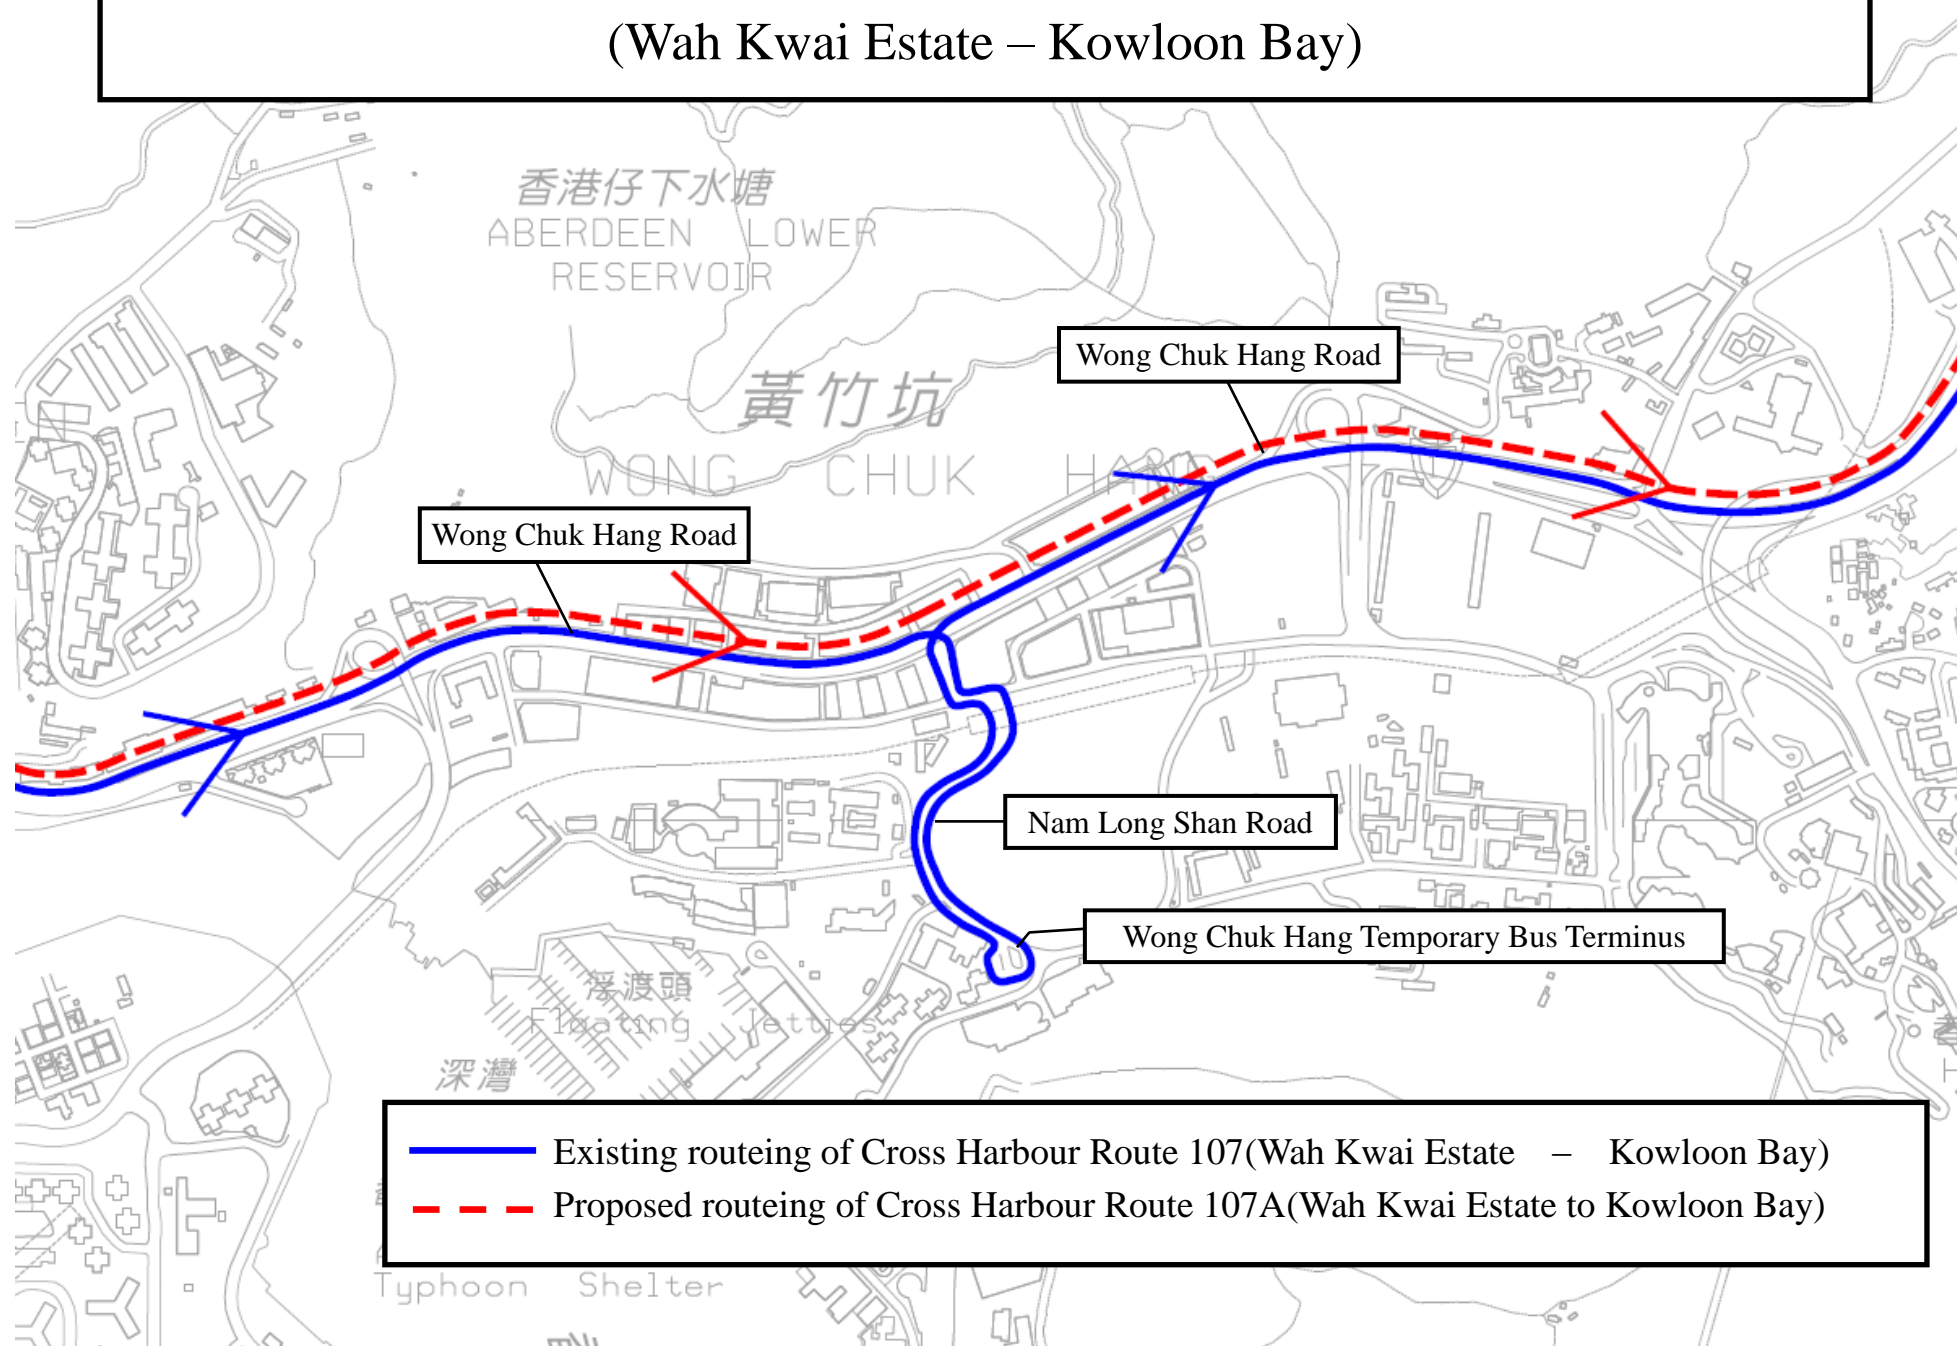 (Wah Kwai Estate – Kowloon Bay)
香港仔下水塘
ABERDEEN LOWER
RESERVOIR
Wong Chuk Hang Road
黃竹坑
WONG CHUK HANG
Wong Chuk Hang Road
Nam Long Shan Road
Wong Chuk Hang Temporary Bus Terminus
浮渡頭
Floating Jetties
深灣
Existing routeing of Cross Harbour Route 107(Wah Kwai Estate – Kowloon Bay)
Proposed routeing of Cross Harbour Route 107A(Wah Kwai Estate to Kowloon Bay)
Typhoon Shelter